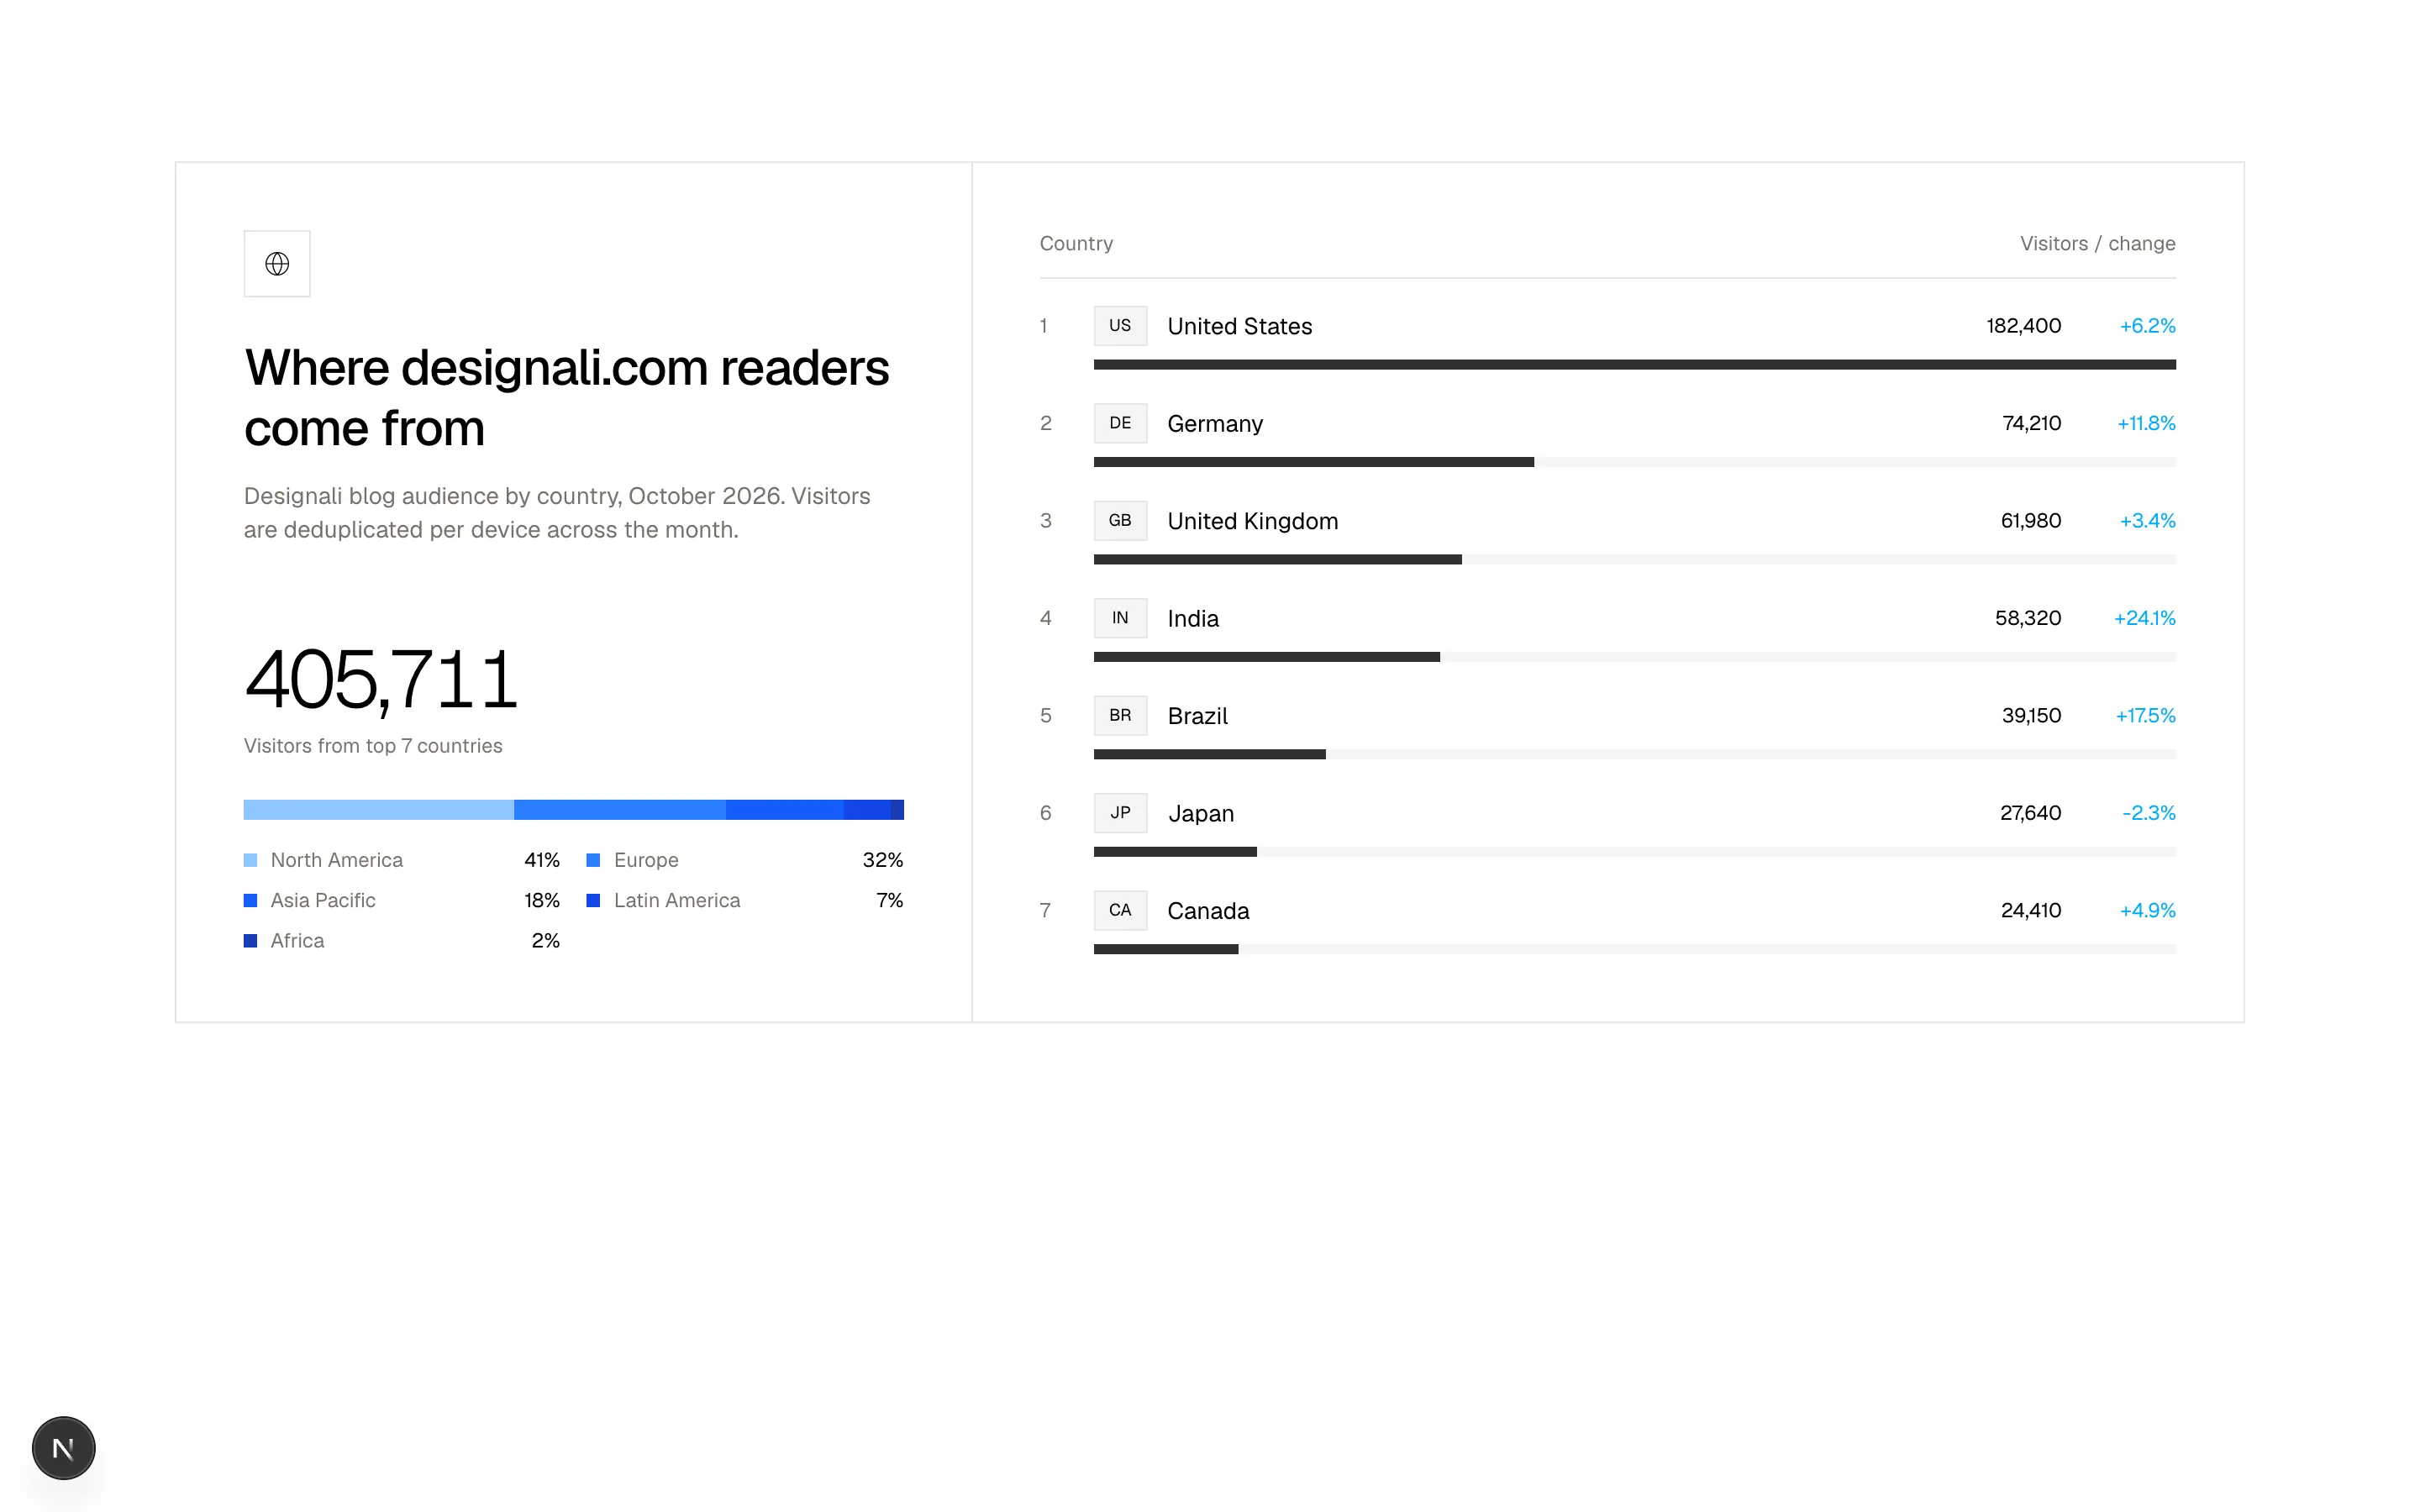 Where designali.com readers
come from
Designali blog audience by country, October 2026. Visitors
are deduplicated per device across the month.
405,711
Visitors from top 7 countries
North America 41%
Europe 32%
Asia Pacific 18%
Latin America 7%
Africa 2%
Country Visitors / change
1 US United States 182,400 +6.2%
2 DE Germany 74,210 +11.8%
3 GB United Kingdom 61,980 +3.4%
4 IN India 58,320 +24.1%
5 BR Brazil 39,150 +17.5%
6 JP Japan 27,640 -2.3%
7 CA Canada 24,410 +4.9%
N